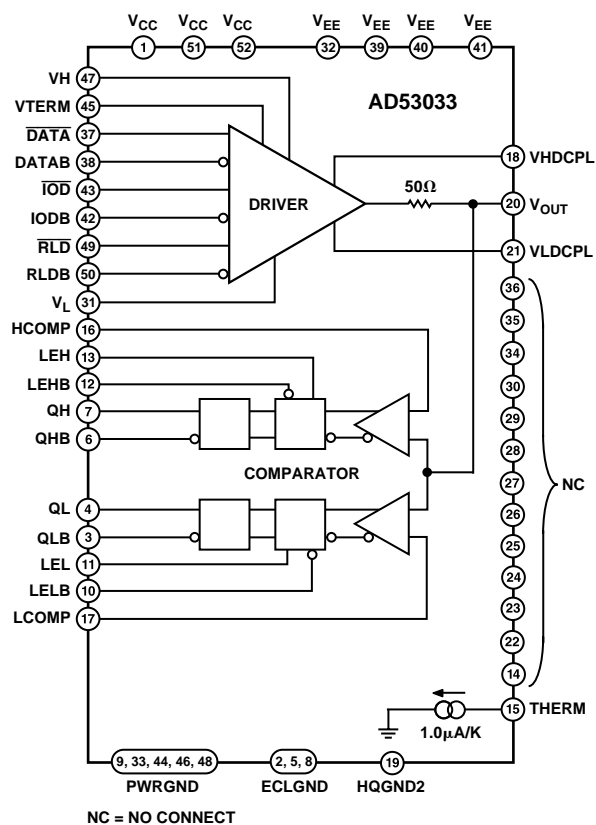 VCC VCC VCC VEE VEE VEE VEE
1 51 52 32 39 40 41
AD53033
VH 47
VTERM 45
DATA 37
DATAB 38
IOD 43
IODB 42
RLD 49
RLDB 50
VL 31
HCOMP 16
LEH 13
LEHB 12
QH 7
QHB 6
QL 4
QLB 3
LEL 11
LELB 10
LCOMP 17
DRIVER
50Ω
COMPARATOR
18 VHDCPL
20 VOUT
21 VLDCPL
36
35
34
30
29
28
27
26
25
24
23
22
14
NC
15 THERM
1.0μA/K
9, 33, 44, 46, 48
PWRGND
2, 5, 8
ECLGND
19
HQGND2
NC = NO CONNECT